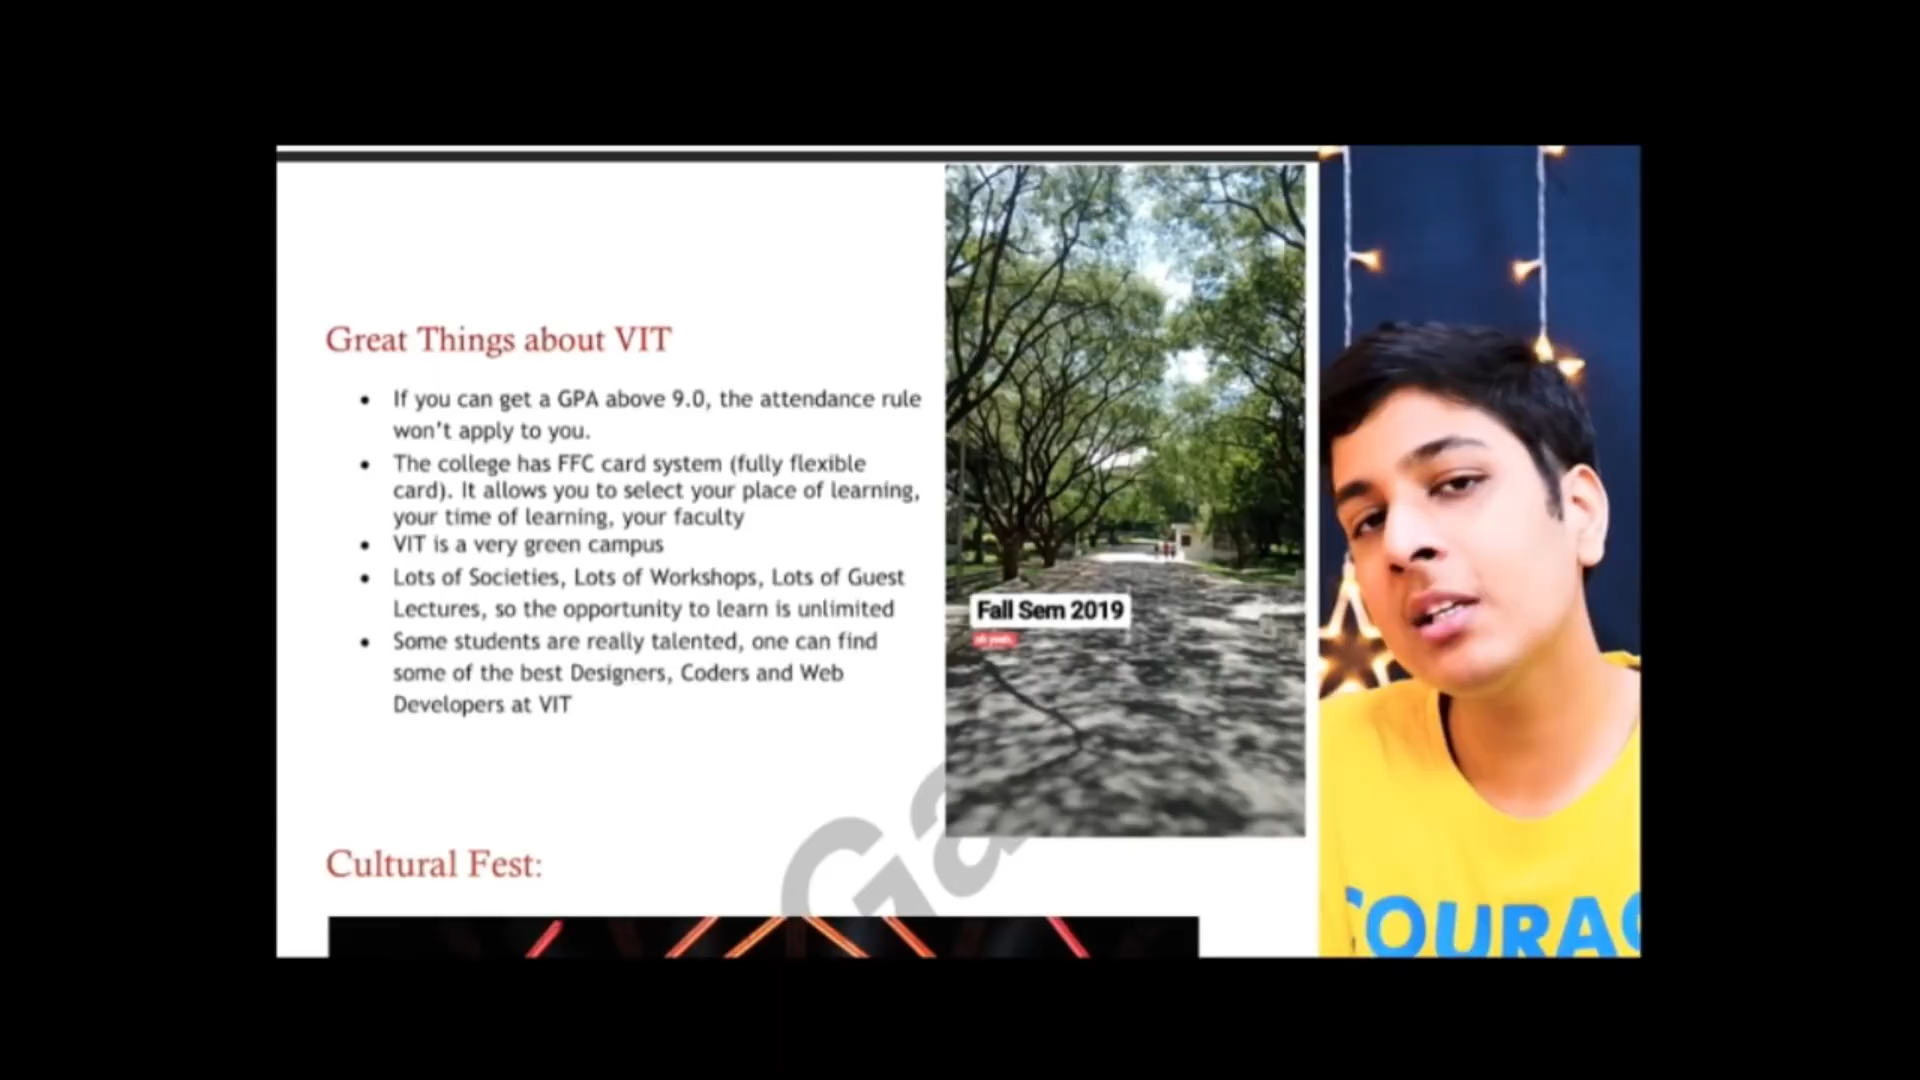 Great Things about VIT
If you can get a GPA above 9.0, the attendance rule
won't apply to you.
The college has FFC card system (fully flexible
card). It allows you to select your place of learning,
your time of learning, your faculty
VIT is a very green campus
Lots of Societies, Lots of Workshops, Lots of Guest
Lectures, so the opportunity to learn is unlimited
Some students are really talented, one can find
some of the best Designers, Coders and Web
Developers at VIT
Fall Sem 2019
oh yeah,
Cultural Fest:
Ga
OURAG